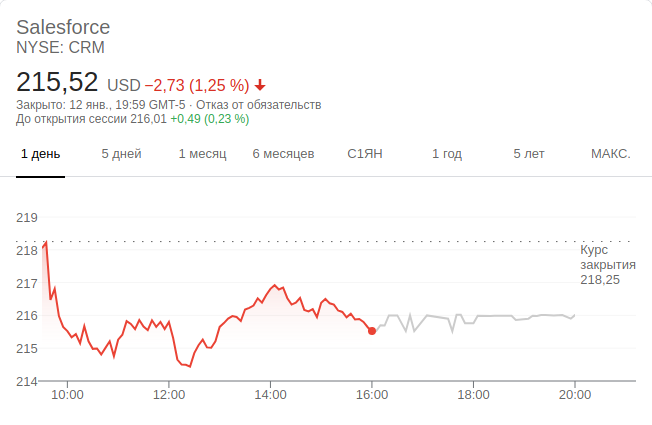 Salesforce
NYSE: CRM
215,52 USD −2,73 (1,25 %)
Закрыто: 12 янв., 19:59 GMT-5 · Отказ от обязательств
До открытия сессии 216,01 +0,49 (0,23 %)
1 день 5 дней 1 месяц 6 месяцев С1ЯН 1 год 5 лет МАКС.
219
218
217
216
215
214
Курс
закрытия
218,25
10:00 12:00 14:00 16:00 18:00 20:00